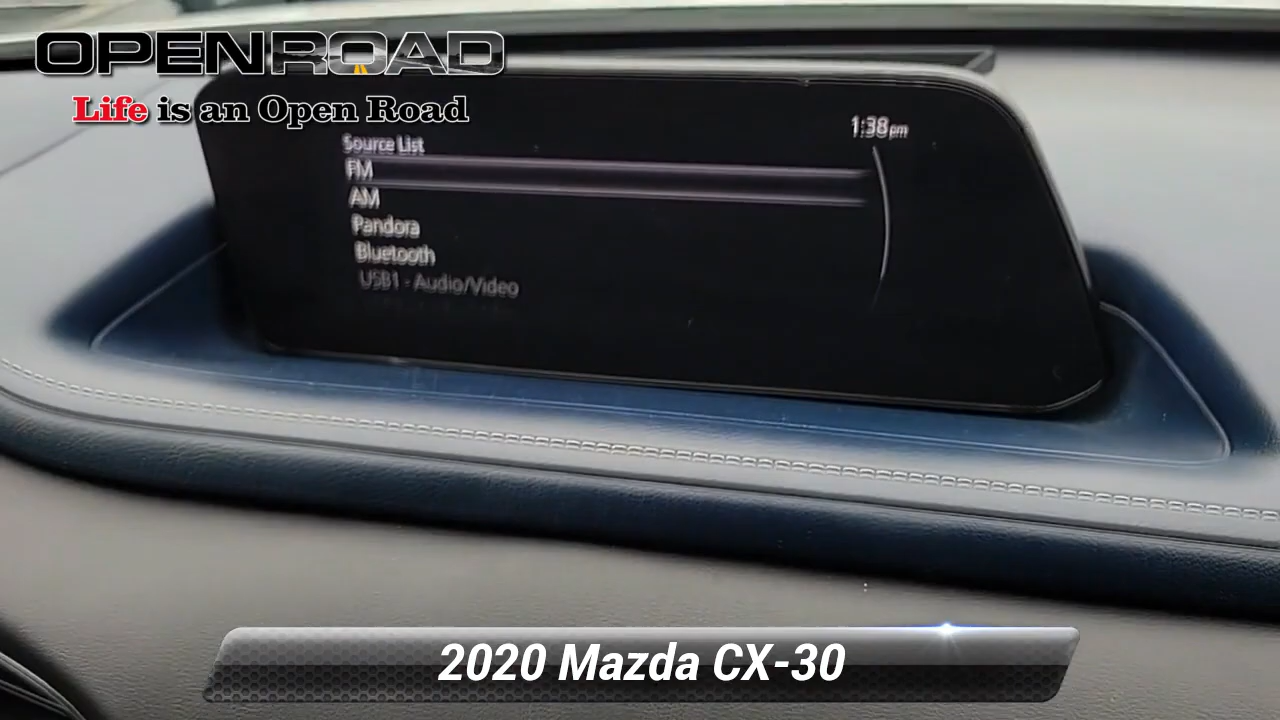 OPENROAD
Life is an Open Road
1:38pm
Source List
FM
AM
Pandora
Bluetooth
USB1 - Audio/Video
2020 Mazda CX-30